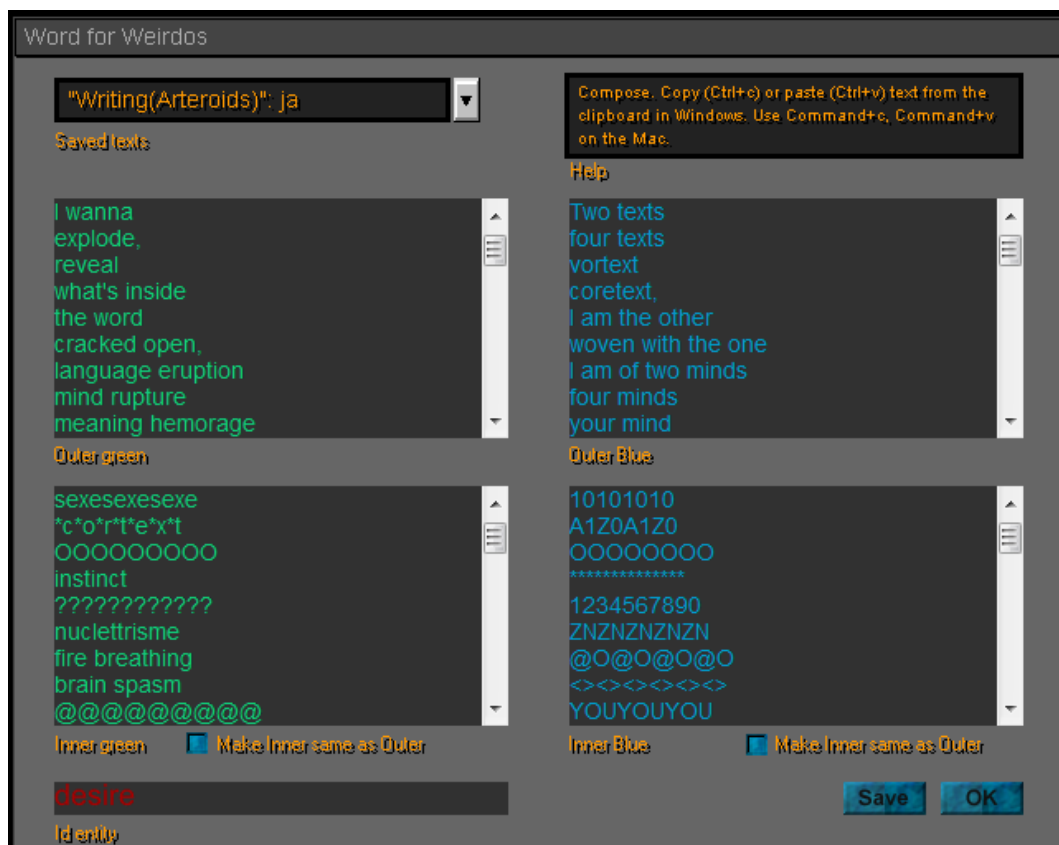 Word for Weirdos
"Writing(Arteroids)": ja
Saved texts
Compose. Copy (Ctrl+c) or paste (Ctrl+v) text from the
clipboard in Windows. Use Command+c, Command+v
on the Mac.
Help
I wanna
explode,
reveal
what's inside
the word
cracked open,
language eruption
mind rupture
meaning hemorage
Outer green
Two texts
four texts
vortext
coretext,
I am the other
woven with the one
I am of two minds
four minds
your mind
Outer Blue
sexesexesexe
*c*o*r*t*e*x*t
OOOOOOOOO
instinct
????????????
nuclettrisme
fire breathing
brain spasm
@@@@@@@@@
Inner green
Make Inner same as Outer
10101010
A1Z0A1Z0
OOOOOOOO
**************
1234567890
ZNZNZNZNZN
@O@O@O@O
<><><><><><>
YOUYOUYOU
Inner Blue
Make Inner same as Outer
desire
Identity
Save
OK